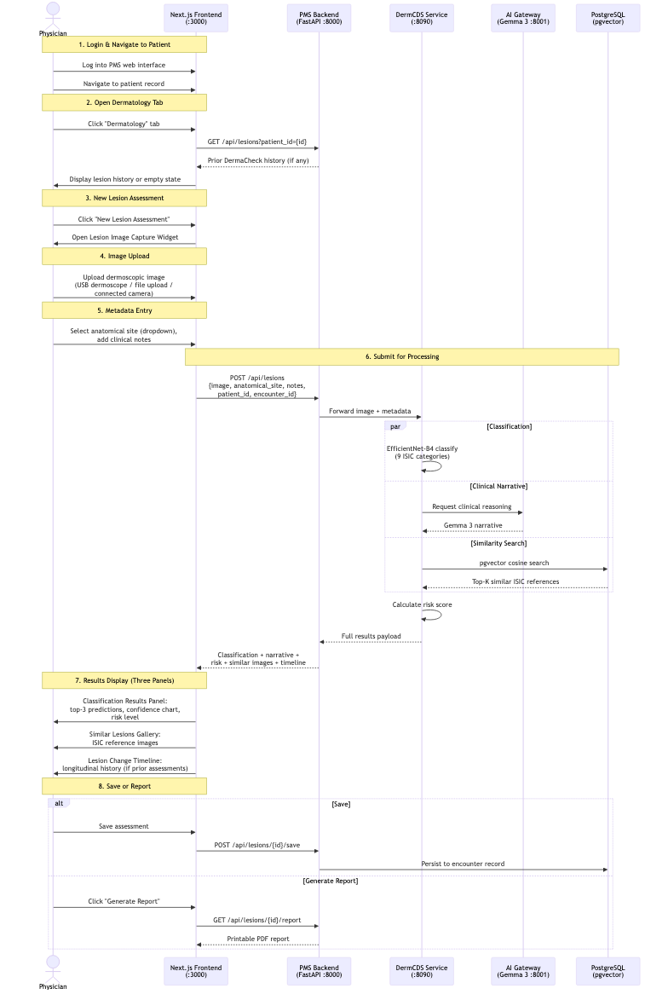 Physician
Next.js Frontend
(:3000)
PMS Backend
(FastAPI :8000)
DermCDS Service
(:8090)
AI Gateway
(Gemma 3 :8001)
PostgreSQL
(pgvector)
1. Login & Navigate to Patient
Log into PMS web interface
Navigate to patient record
2. Open Dermatology Tab
Click "Dermatology" tab
GET /api/lesions?patient_id={id}
Prior DermaCheck history (if any)
Display lesion history or empty state
3. New Lesion Assessment
Click "New Lesion Assessment"
Open Lesion Image Capture Widget
4. Image Upload
Upload dermoscopic image
(USB dermoscope / file upload /
connected camera)
5. Metadata Entry
Select anatomical site (dropdown),
add clinical notes
6. Submit for Processing
POST /api/lesions
{image, anatomical_site, notes,
patient_id, encounter_id}
Forward image + metadata
par
[Classification]
EfficientNet-B4 classify
(9 ISIC categories)
[Clinical Narrative]
Request clinical reasoning
Gemma 3 narrative
[Similarity Search]
pgvector cosine search
Top-K similar ISIC references
Calculate risk score
Full results payload
Classification + narrative +
risk + similar images + timeline
7. Results Display (Three Panels)
Classification Results Panel:
top-3 predictions, confidence chart,
risk level
Similar Lesions Gallery:
ISIC reference images
Lesion Change Timeline:
longitudinal history (if prior assessments)
8. Save or Report
alt
[Save]
Save assessment
POST /api/lesions/{id}/save
Persist to encounter record
[Generate Report]
Click "Generate Report"
GET /api/lesions/{id}/report
Printable PDF report
Physician
Next.js Frontend
(:3000)
PMS Backend
(FastAPI :8000)
DermCDS Service
(:8090)
AI Gateway
(Gemma 3 :8001)
PostgreSQL
(pgvector)